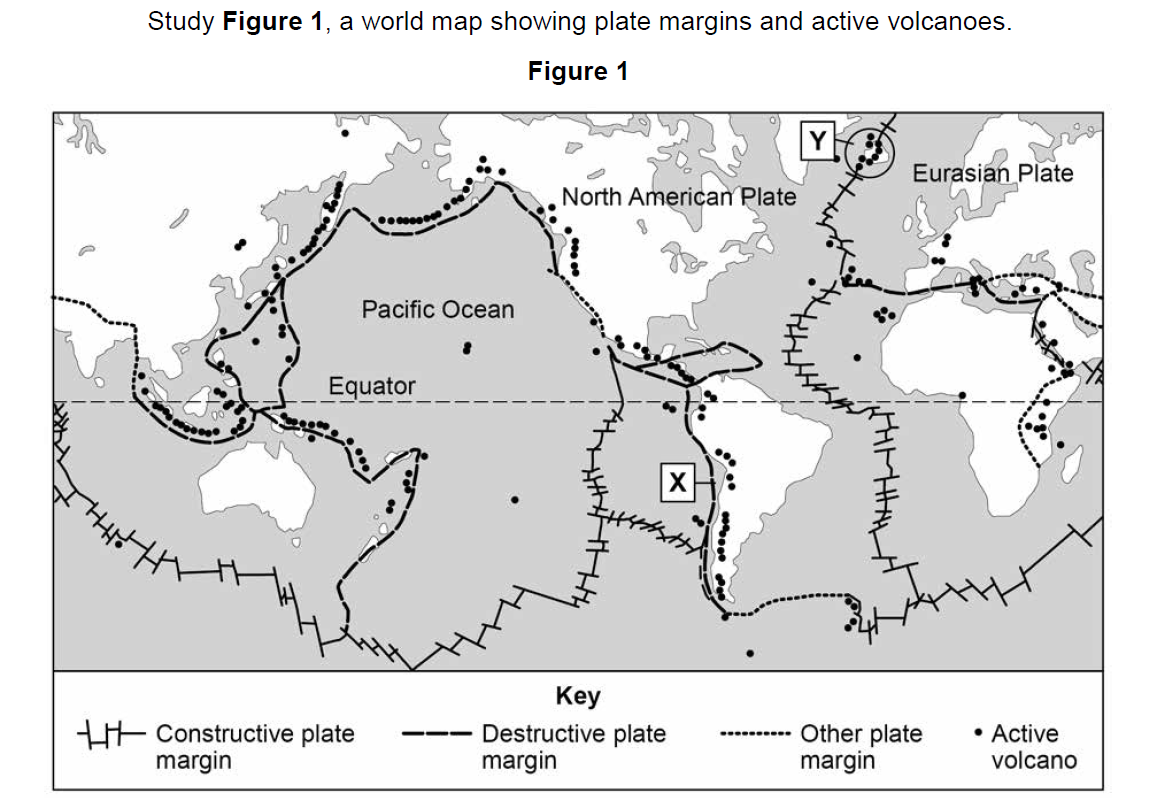 Study Figure 1, a world map showing plate margins and active volcanoes.
Figure 1
Y
Eurasian Plate
North American Plate
Pacific Ocean
Equator
X
Key
Constructive plate
margin
Destructive plate
margin
Other plate
margin
Active
volcano